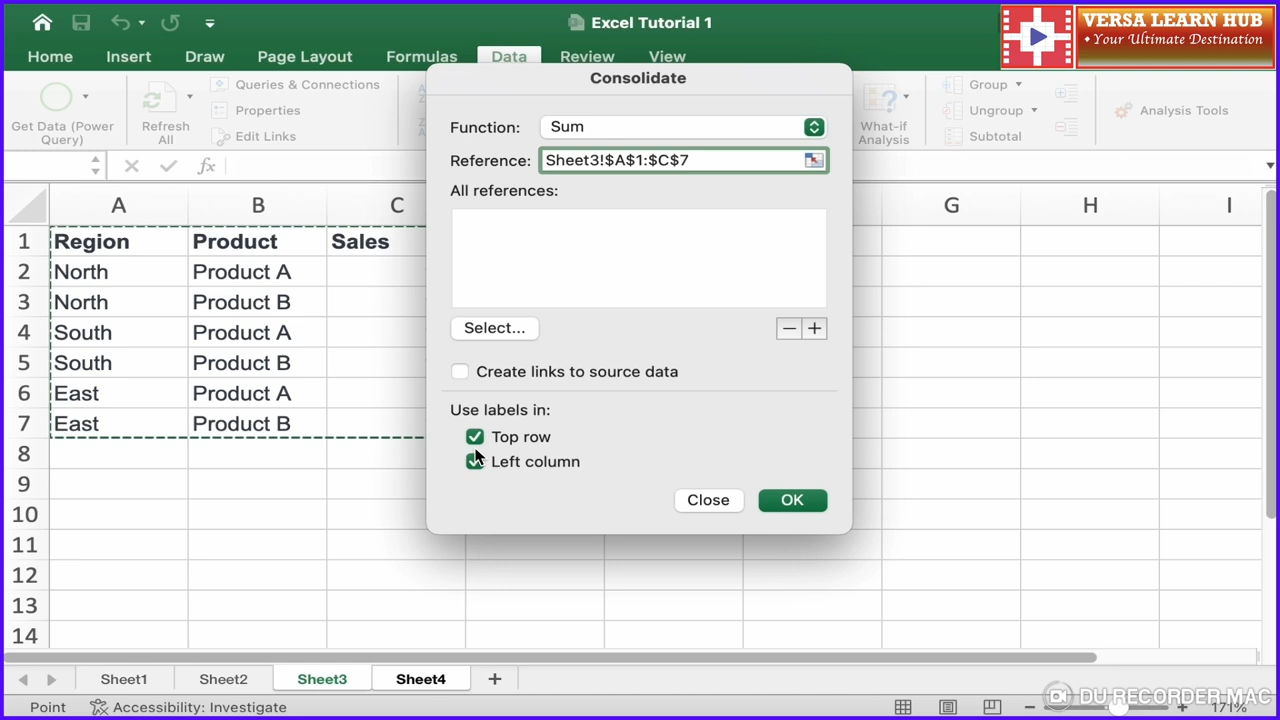 Excel Tutorial 1
VERSA LEARN HUB
• Your Ultimate Destination
Home Insert Draw Page Layout Formulas Data Review View
Get Data (Power Query)
Refresh All
Queries & Connections
Properties
Edit Links
What-if Analysis
Group
Ungroup
Subtotal
Analysis Tools
fx
Consolidate
Function: Sum
Reference: Sheet3!$A$1:$C$7
All references:
Select...
Create links to source data
Use labels in:
Top row
Left column
Close OK
A B C G H I
1 Region Product Sales
2 North Product A
3 North Product B
4 South Product A
5 South Product B
6 East Product A
7 East Product B
8
9
10
11
12
13
14
Sheet1 Sheet2 Sheet3 Sheet4
Point Accessibility: Investigate 171%
DU RECORDER MAC